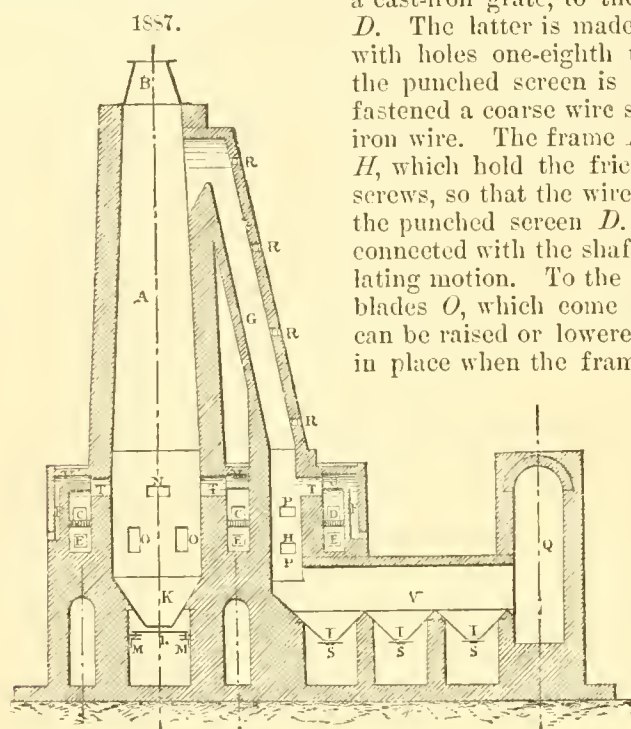 a cast-iron grate, to the
1887.
D. The latter is made
with holes one-eighth
the punched screen is
fastened a coarse wire s
iron wire. The frame
H, which hold the fric
screws, so that the wire
the punched screen D.
connected with the shaf
lating motion. To the
blades O, which come
can be raised or lowere
in place when the fram
B
R
R
A
G
R
R
T N T T
P
C C D
O O H Q
E E P E
K V
L T T T
M M S S S